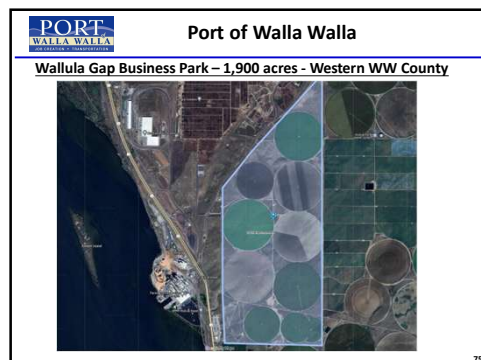 PORT
WALLA WALLA
JOB CREATION • TRANSPORTATION
Port of Walla Walla
Wallula Gap Business Park – 1,900 acres - Western WW County